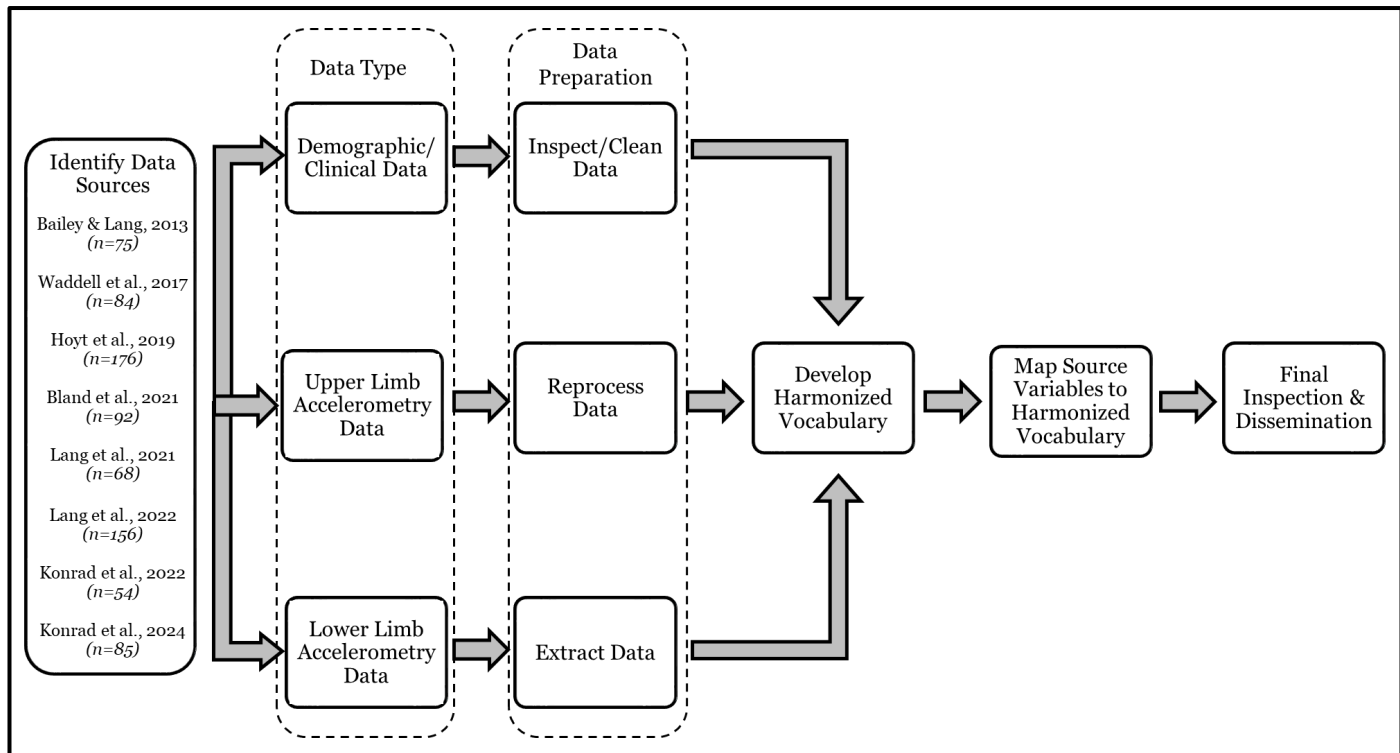 Identify Data
Sources
Bailey & Lang, 2013
(n=75)
Waddell et al., 2017
(n=84)
Hoyt et al., 2019
(n=176)
Bland et al., 2021
(n=92)
Lang et al., 2021
(n=68)
Lang et al., 2022
(n=156)
Konrad et al., 2022
(n=54)
Konrad et al., 2024
(n=85)
Data Type
Demographic/
Clinical Data
Upper Limb
Accelerometry
Data
Lower Limb
Accelerometry
Data
Data
Preparation
Inspect/Clean
Data
Reprocess
Data
Extract Data
Develop
Harmonized
Vocabulary
Map Source
Variables to
Harmonized
Vocabulary
Final
Inspection &
Dissemination